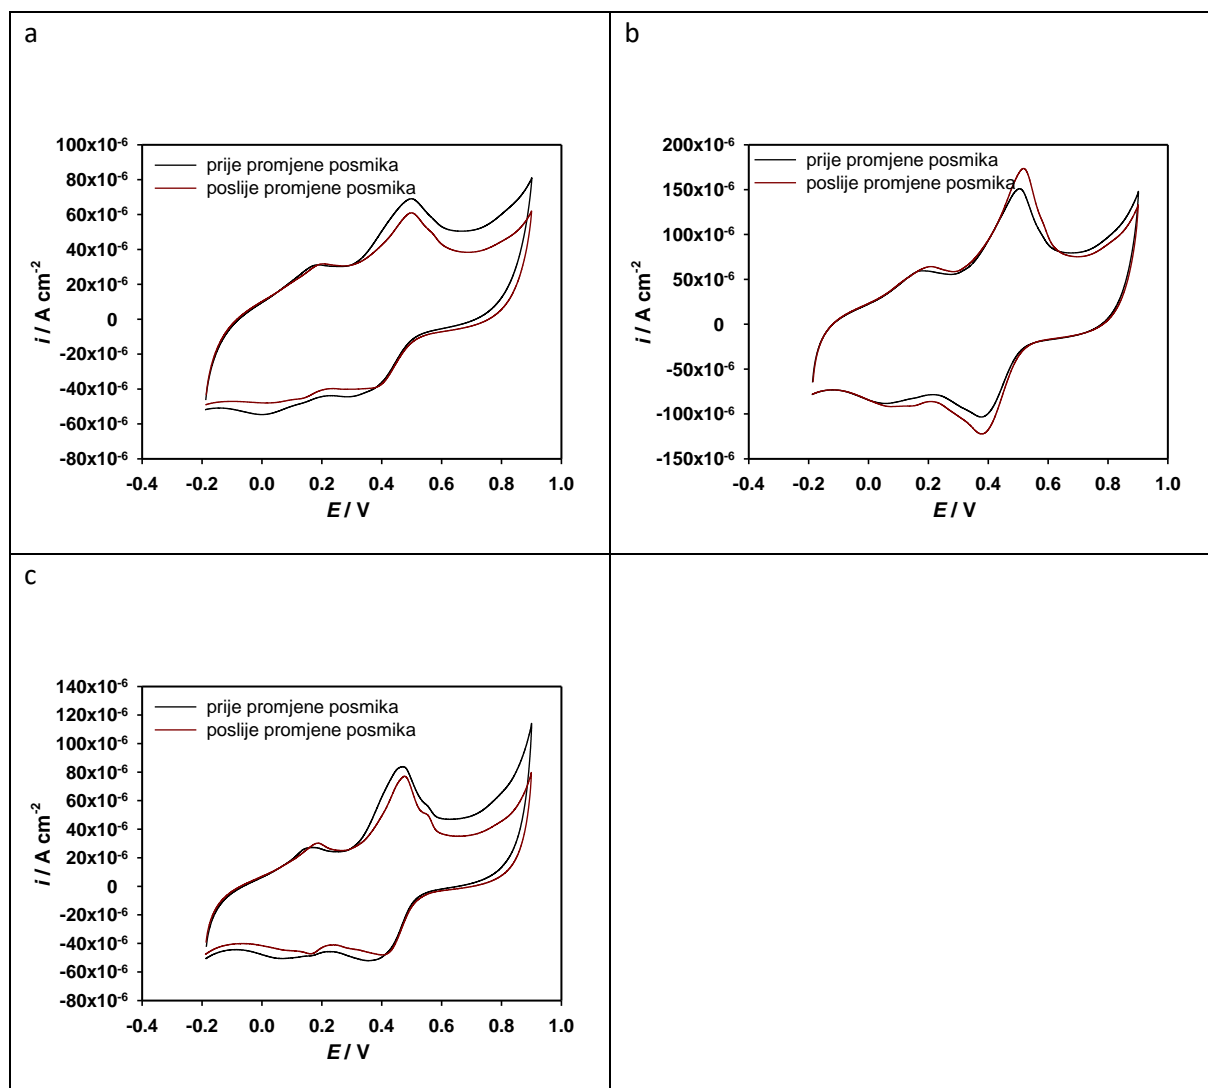 a
100x10⁻⁶
80x10⁻⁶
60x10⁻⁶
40x10⁻⁶
20x10⁻⁶
0
-20x10⁻⁶
-40x10⁻⁶
-60x10⁻⁶
-80x10⁻⁶
i / A cm⁻²
prije promjene posmika
poslije promjene posmika
-0.4 -0.2 0.0 0.2 0.4 0.6 0.8 1.0
E / V
b
200x10⁻⁶
150x10⁻⁶
100x10⁻⁶
50x10⁻⁶
0
-50x10⁻⁶
-100x10⁻⁶
-150x10⁻⁶
i / A cm⁻²
prije promjene posmika
poslije promjene posmika
-0.4 -0.2 0.0 0.2 0.4 0.6 0.8 1.0
E / V
c
140x10⁻⁶
120x10⁻⁶
100x10⁻⁶
80x10⁻⁶
60x10⁻⁶
40x10⁻⁶
20x10⁻⁶
0
-20x10⁻⁶
-40x10⁻⁶
-60x10⁻⁶
-80x10⁻⁶
i / A cm⁻²
prije promjene posmika
poslije promjene posmika
-0.4 -0.2 0.0 0.2 0.4 0.6 0.8 1.0
E / V